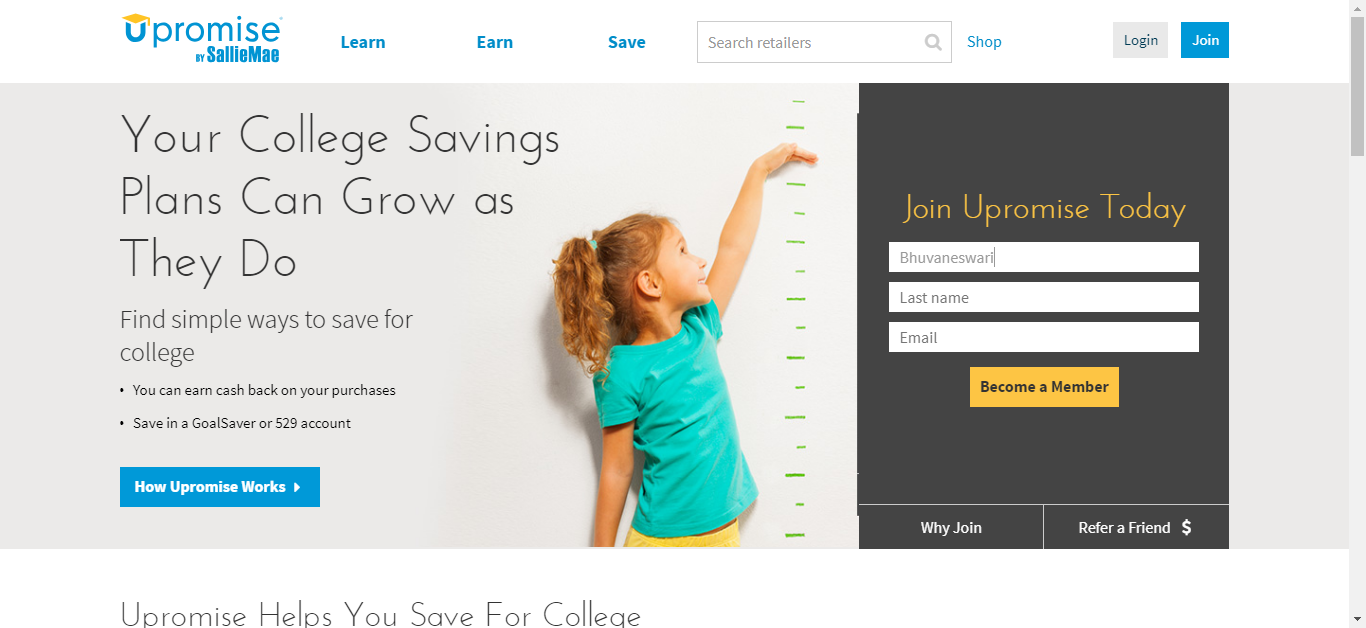 Upromise
BY SallieMae
Learn
Earn
Save
Search retailers
Shop
Login
Join
Your College Savings
Plans Can Grow as
They Do
Find simple ways to save for
college
• You can earn cash back on your purchases
• Save in a GoalSaver or 529 account
How Upromise Works
Join Upromise Today
Bhuvaneswari
Last name
Email
Become a Member
Why Join
Refer a Friend $
Upromise Helps You Save For College